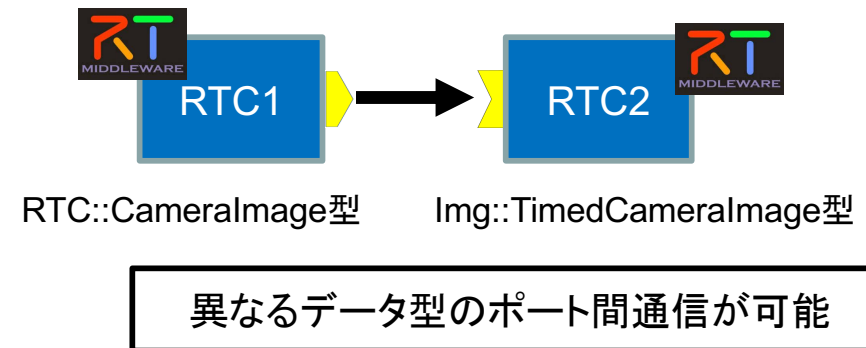 RT
MIDDLEWARE
RTC1
RTC2
RT
MIDDLEWARE
RTC::CameraImage型
Img::TimedCameraImage型
異なるデータ型のポート間通信が可能